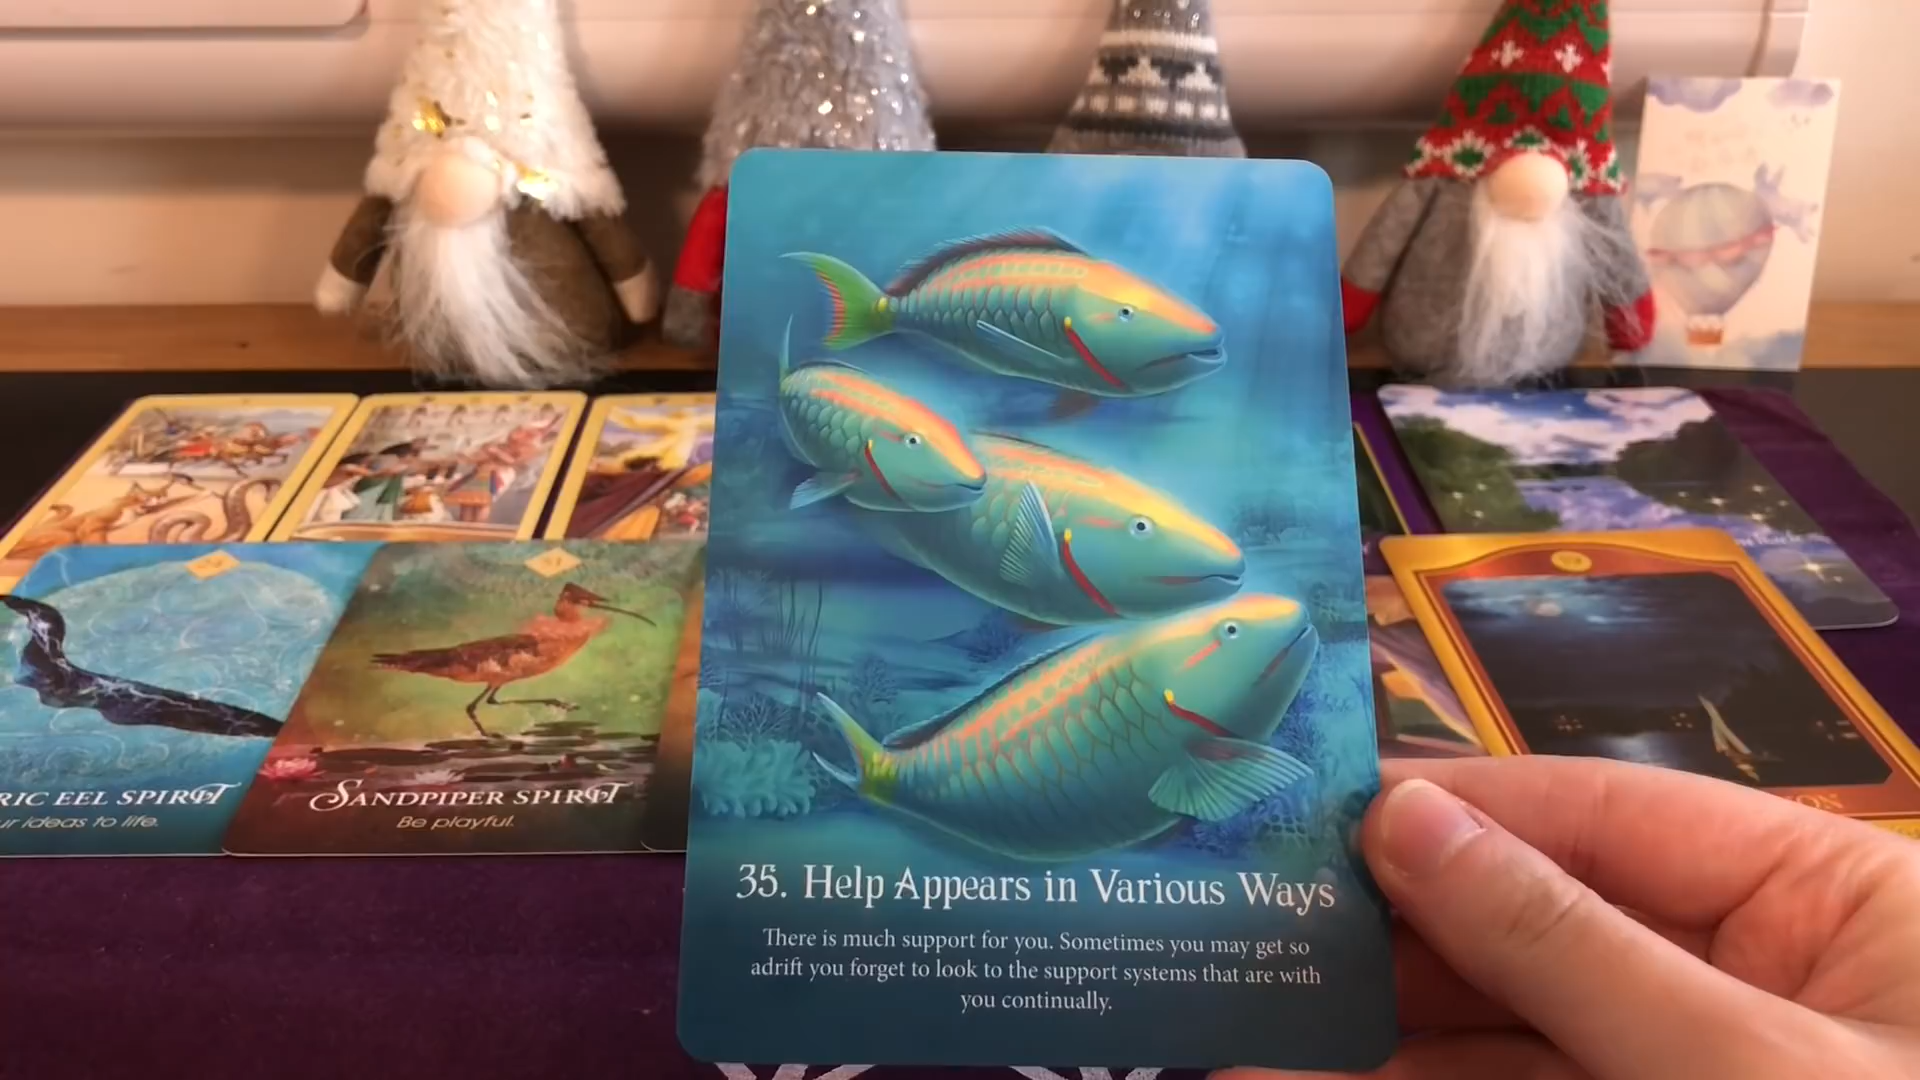 RIC EEL SPIRIT
ur ideas to life.
SANDPIPER SPIRIT
Be playful.
35. Help Appears in Various Ways
There is much support for you. Sometimes you may get so
adrift you forget to look to the support systems that are with
you continually.